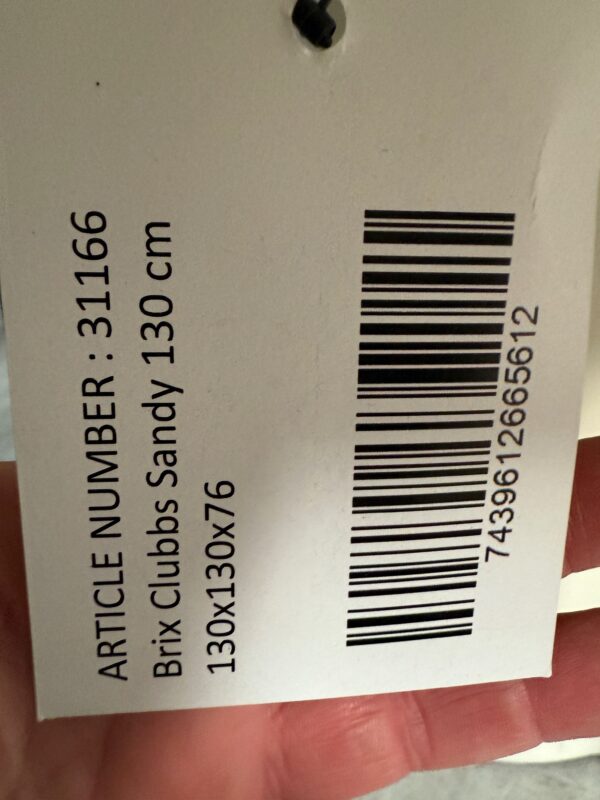 ARTICLE NUMBER : 31166
Brix Clubbs Sandy 130 cm
130x130x76
7439612665612